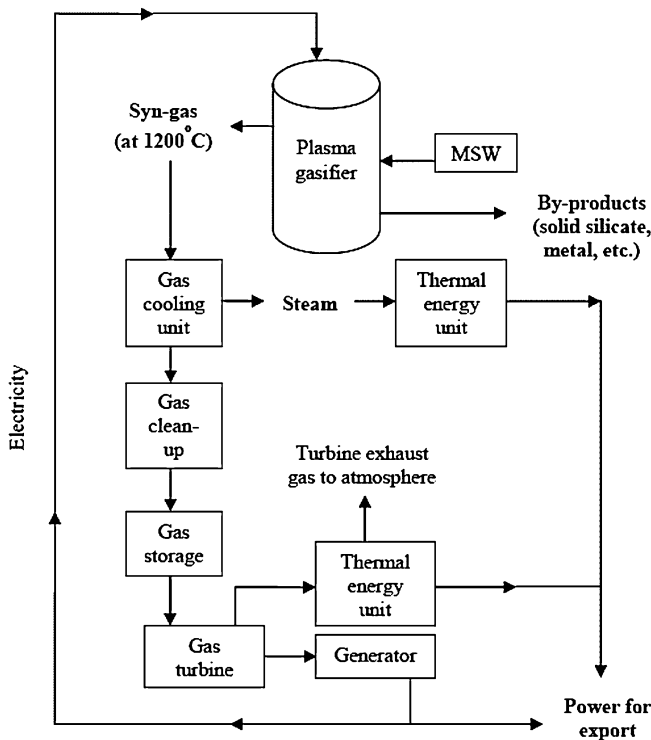 Syn-gas
(at 1200°C)
Plasma
gasifier
MSW
By-products
(solid silicate,
metal, etc.)
Gas
cooling
unit
Steam
Thermal
energy
unit
Electricity
Gas
clean-
up
Turbine exhaust
gas to atmosphere
Gas
storage
Thermal
energy
unit
Gas
turbine
Generator
Power for
export